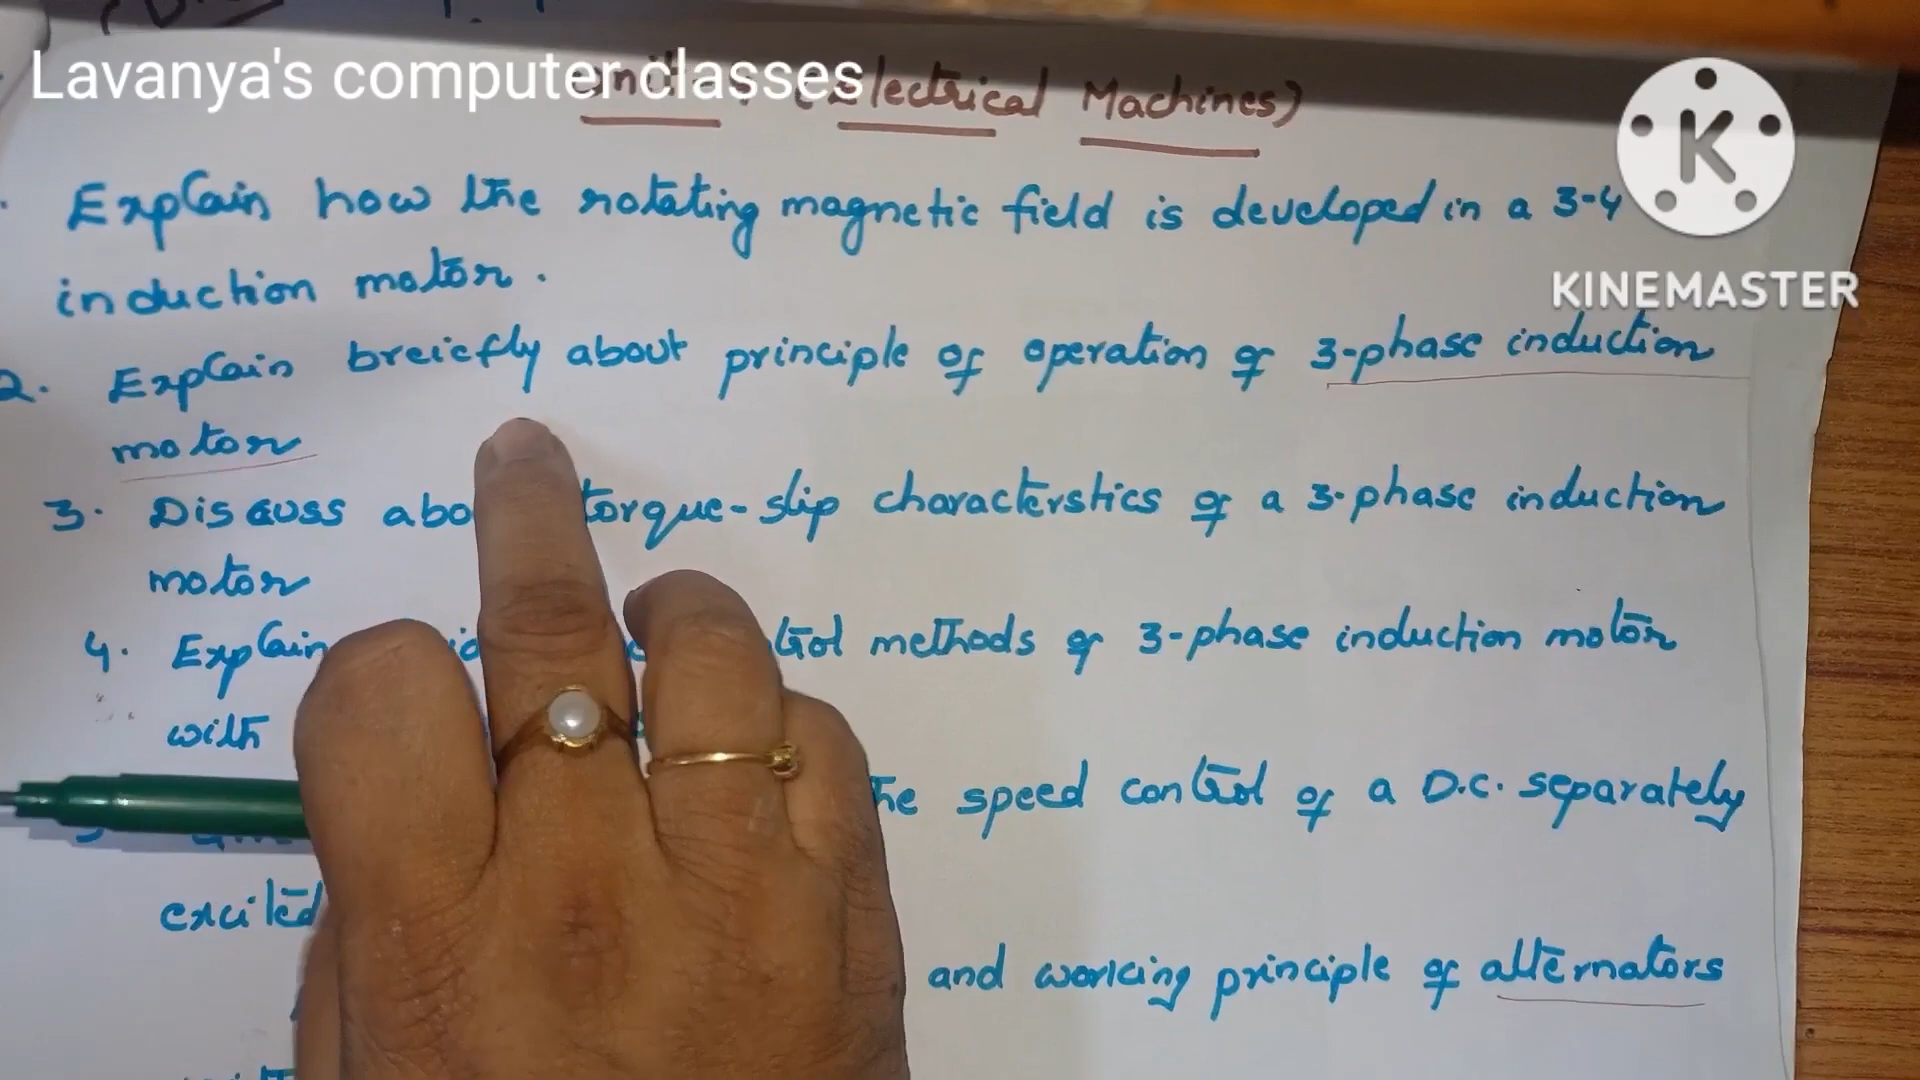 Lavanya's computer classes
(Electrical Machines)
Explain how the rotating magnetic field is developed in a 3-φ
induction motor.
KINEMASTER
2. Explain breicfly about principle of operation of 3-phase induction
motor
3. Discuss torque-slip characterstics of a 3-phase induction
motor
4. Explain methods of 3-phase induction motor
with
speed control of a D.C. separately
excited
and working principle of alternators